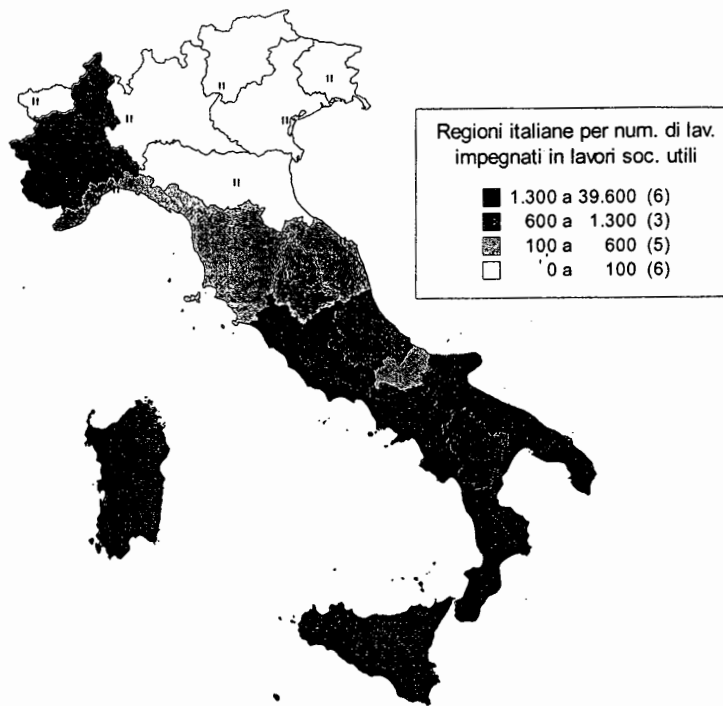 Regioni italiane per num. di lav.
impegnati in lavori soc. utili
1.300 a 39.600 (6)
600 a 1.300 (3)
100 a 600 (5)
0 a 100 (6)